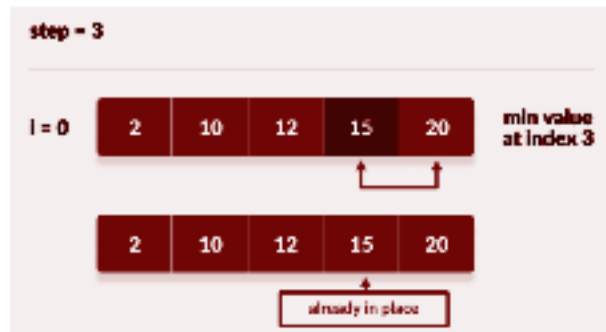 step = 3
i = 0
2 10 12 15 20
min value
at index 3
2 10 12 15 20
already in place